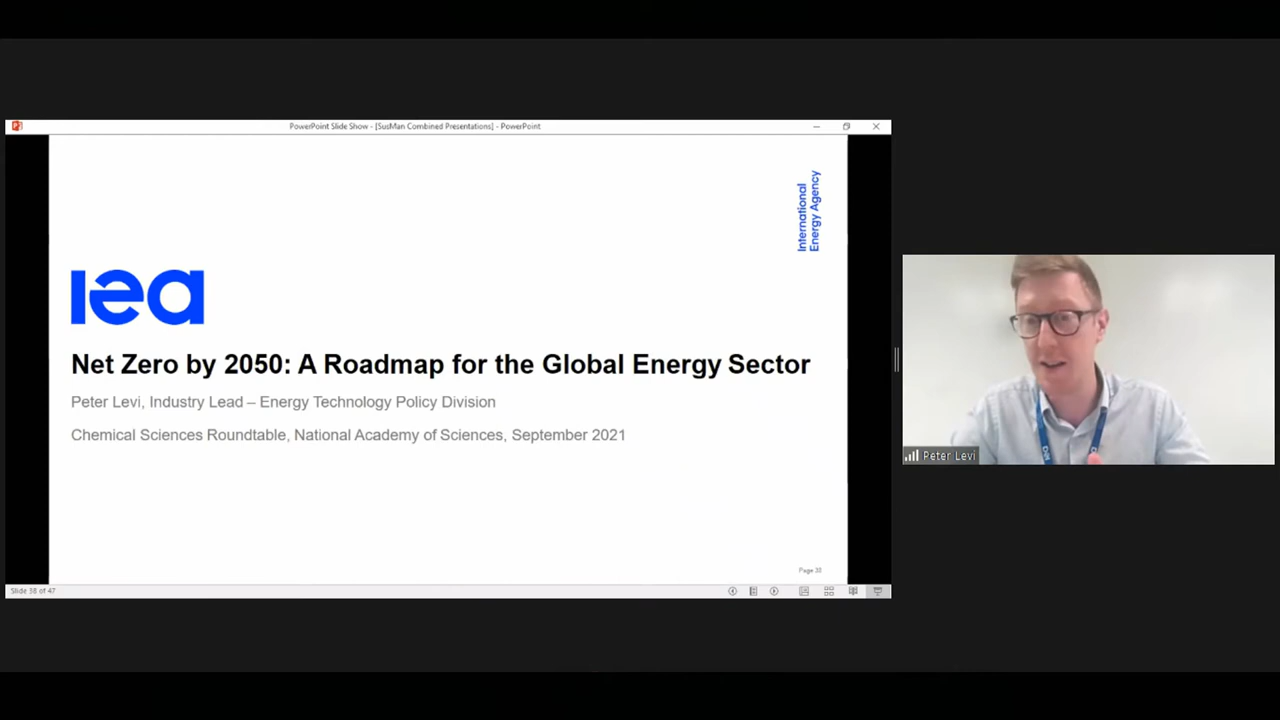 PowerPoint Slide Show - [SusMan Combined Presentations] - PowerPoint
International
Energy Agency
iea
Net Zero by 2050: A Roadmap for the Global Energy Sector
Peter Levi, Industry Lead – Energy Technology Policy Division
Chemical Sciences Roundtable, National Academy of Sciences, September 2021
Page 38
Slide 38 of 47
Peter Levi